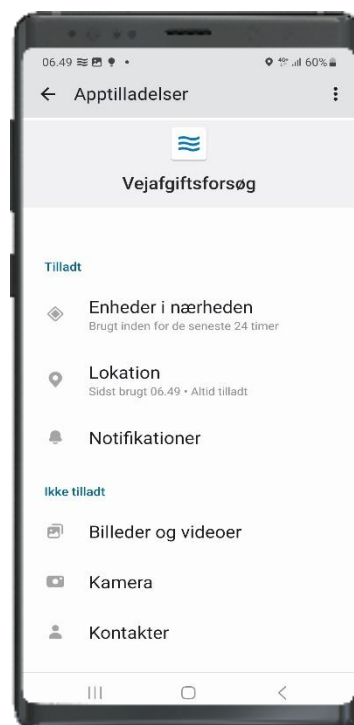 06.49
60%
Apptilladelser
Vejafgiftsforsøg
Tilladt
Enheder i nærheden
Brugt inden for de seneste 24 timer
Lokation
Sidst brugt 06.49 • Altid tilladt
Notifikationer
Ikke tilladt
Billeder og videoer
Kamera
Kontakter